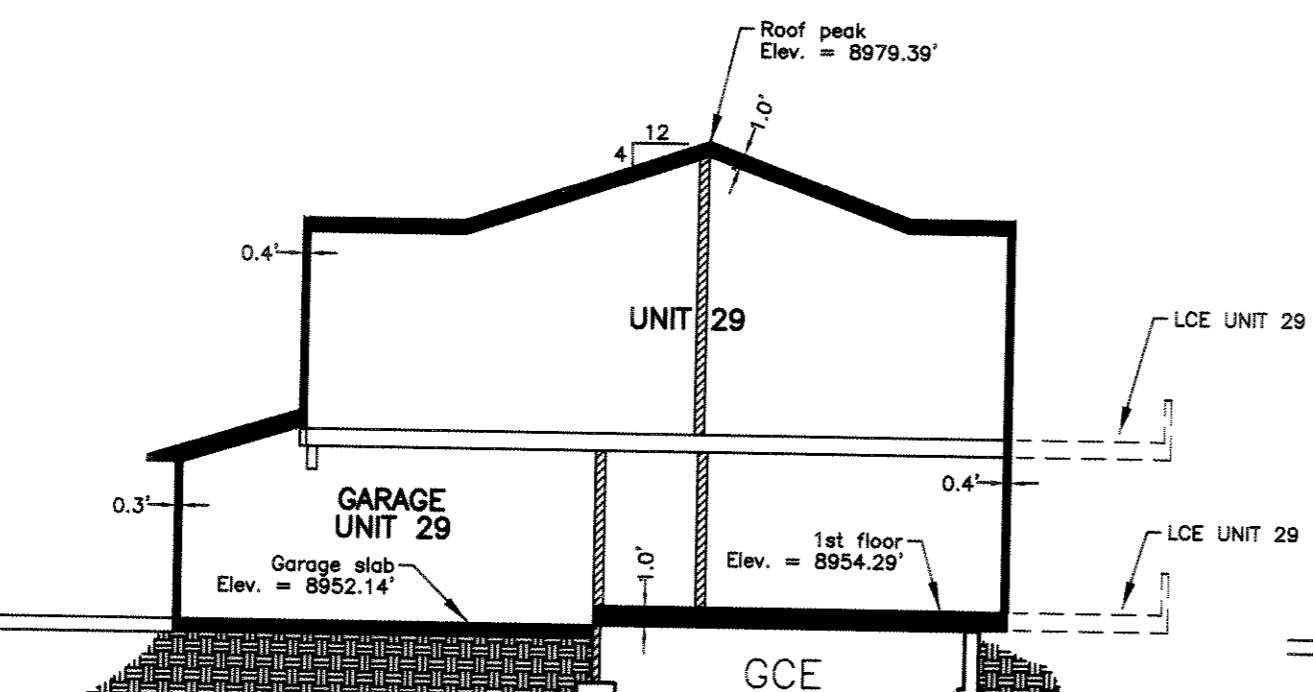 Roof peak
Elev. = 8979.39'
1.0'
12
4
0.4'
UNIT 29
LCE UNIT 29
0.4'
0.3'
GARAGE
UNIT 29
1st floor
Elev. = 8954.29'
LCE UNIT 29
Garage slab
Elev. = 8952.14'
1.0'
GCE